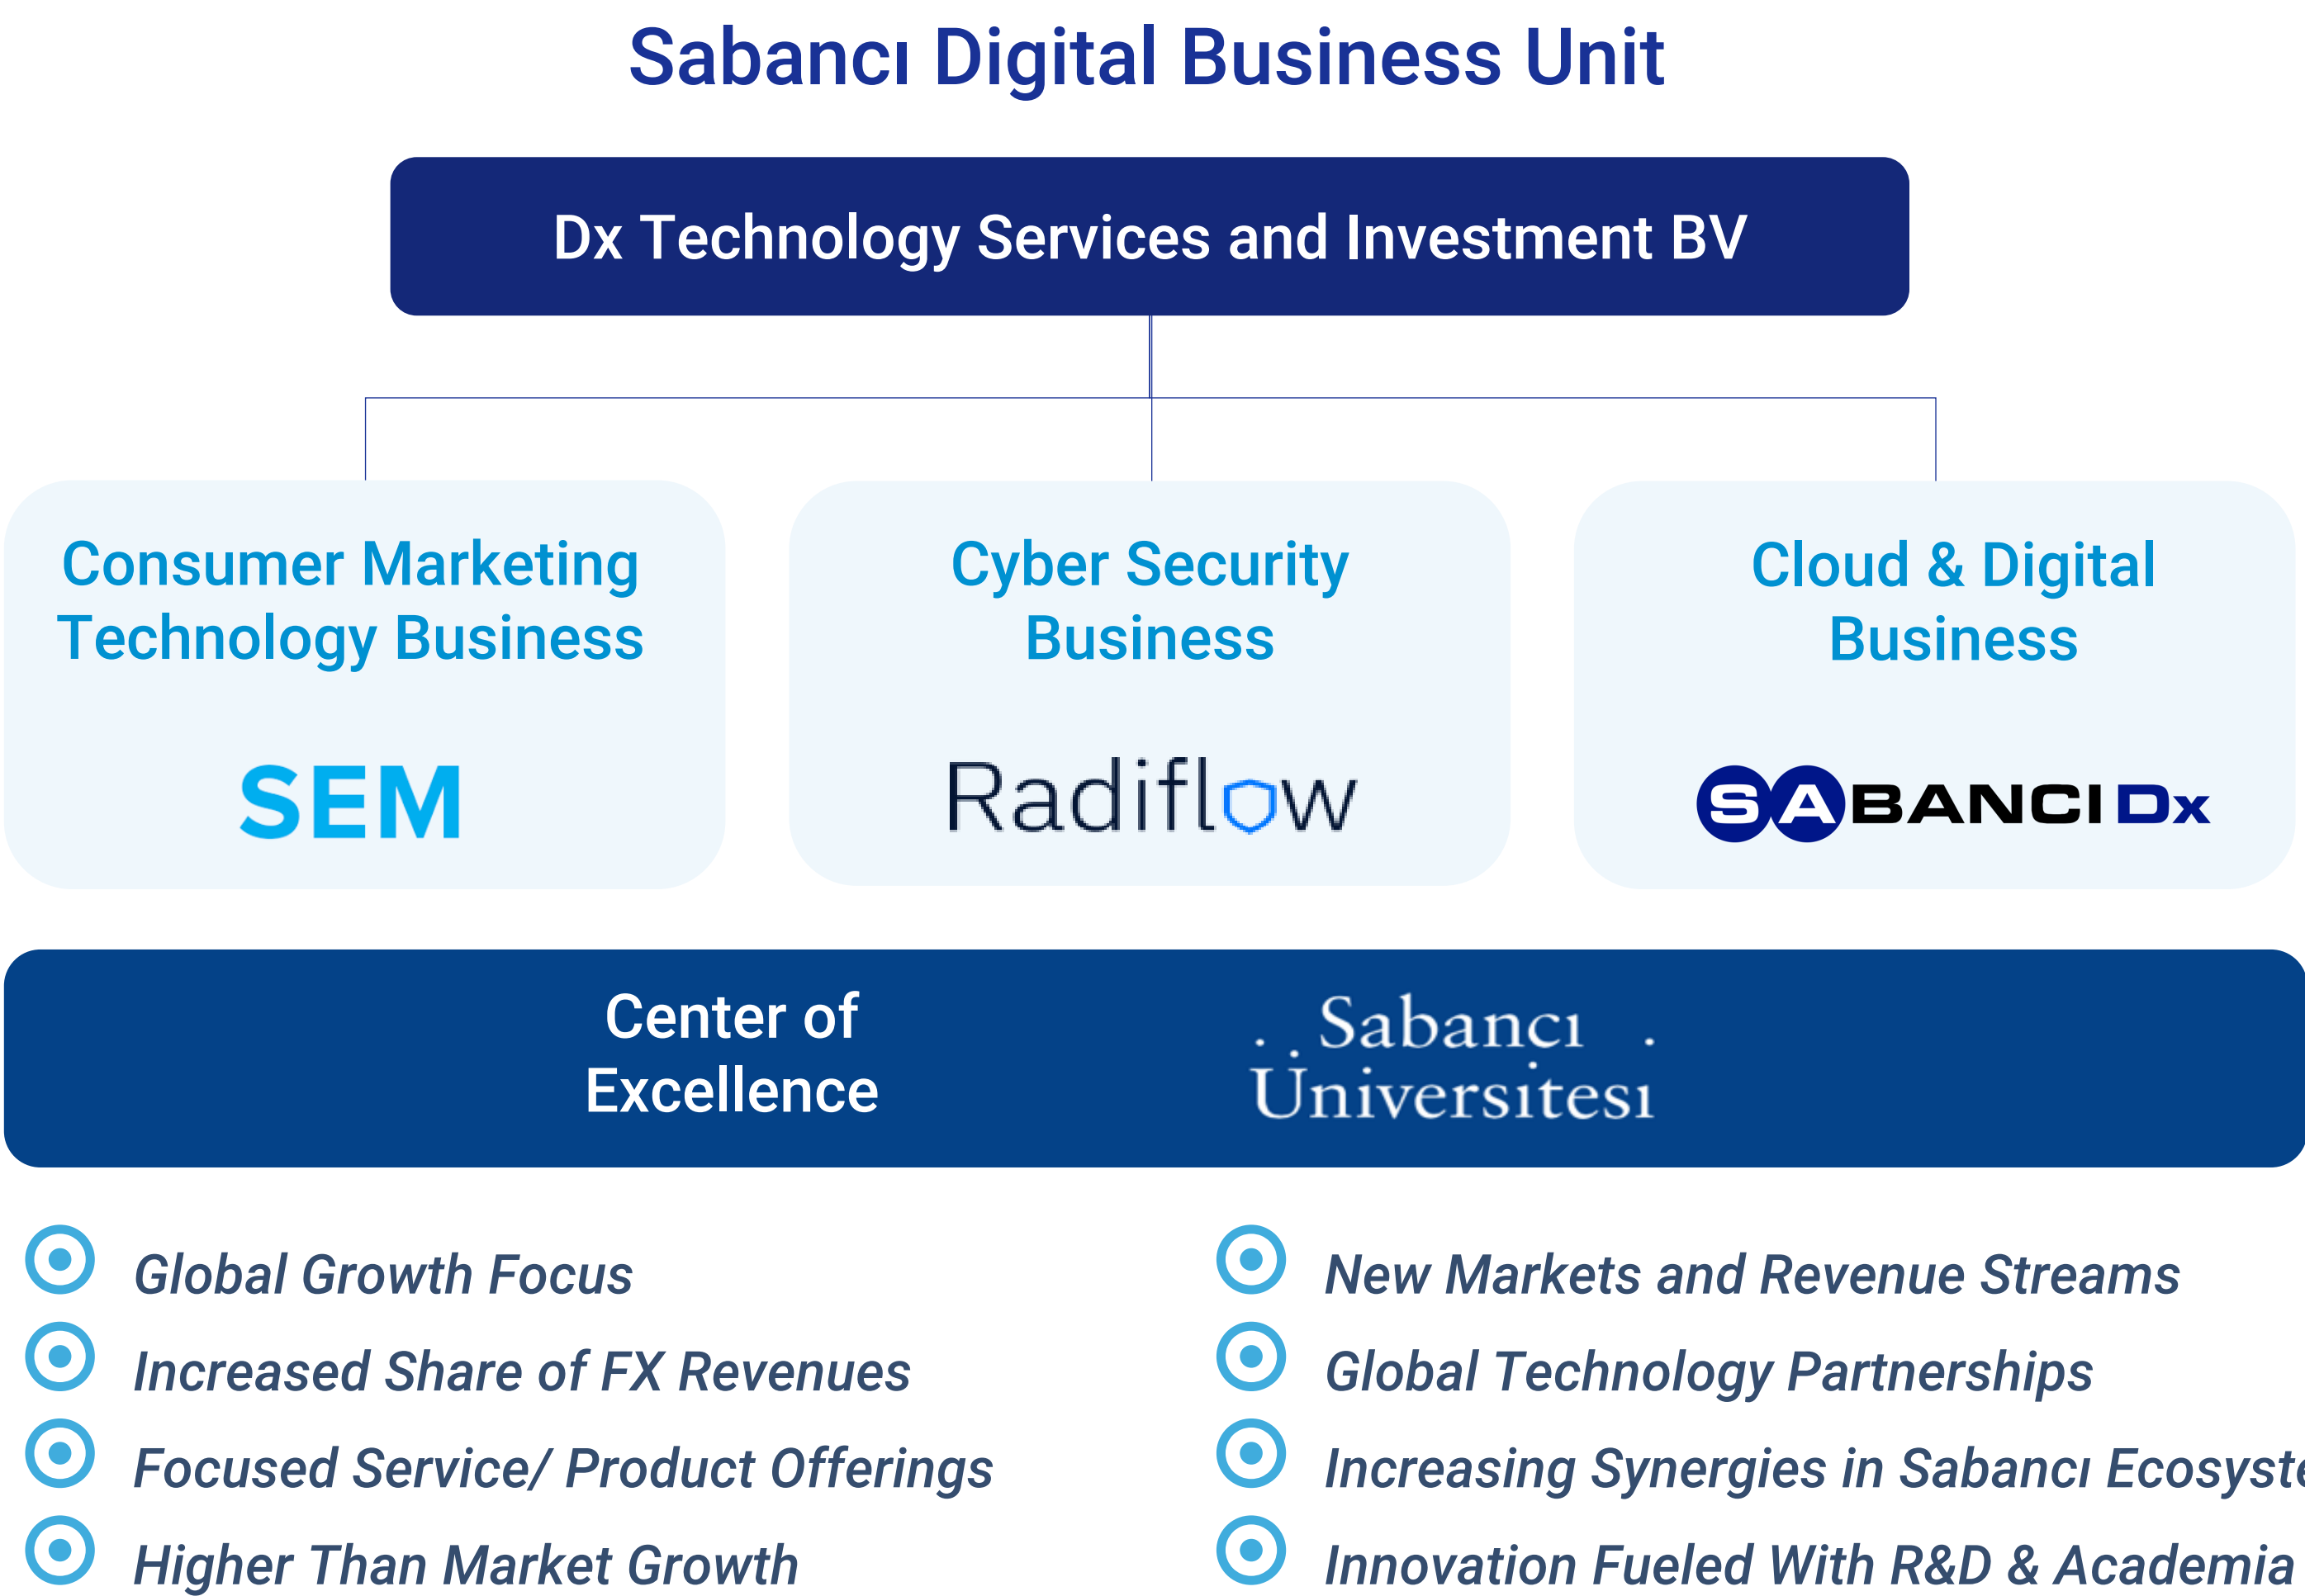 Sabancı Digital Business Unit
Dx Technology Services and Investment BV
Consumer Marketing
Technology Business
SEM
Cyber Security
Business
Radiflow
Cloud & Digital
Business
SABANCI Dx
Center of
Excellence
Sabancı
Üniversitesi
Global Growth Focus
Increased Share of FX Revenues
Focused Service/ Product Offerings
Higher Than Market Growth
New Markets and Revenue Streams
Global Technology Partnerships
Increasing Synergies in Sabancı
Innovation Fueled With R&D & Academia